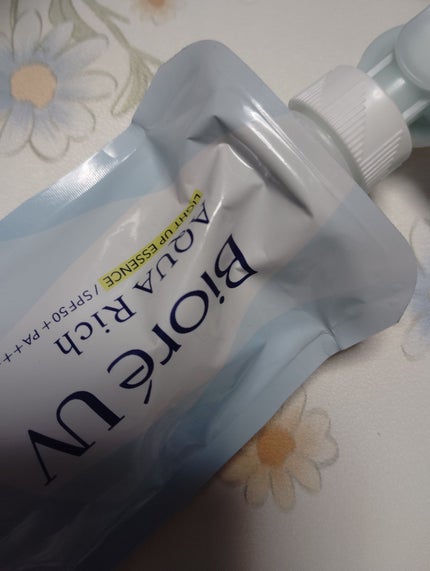 Bioré UV
AQUA Rich
LIGHT UP ESSENCE / SPF50+ PA+++